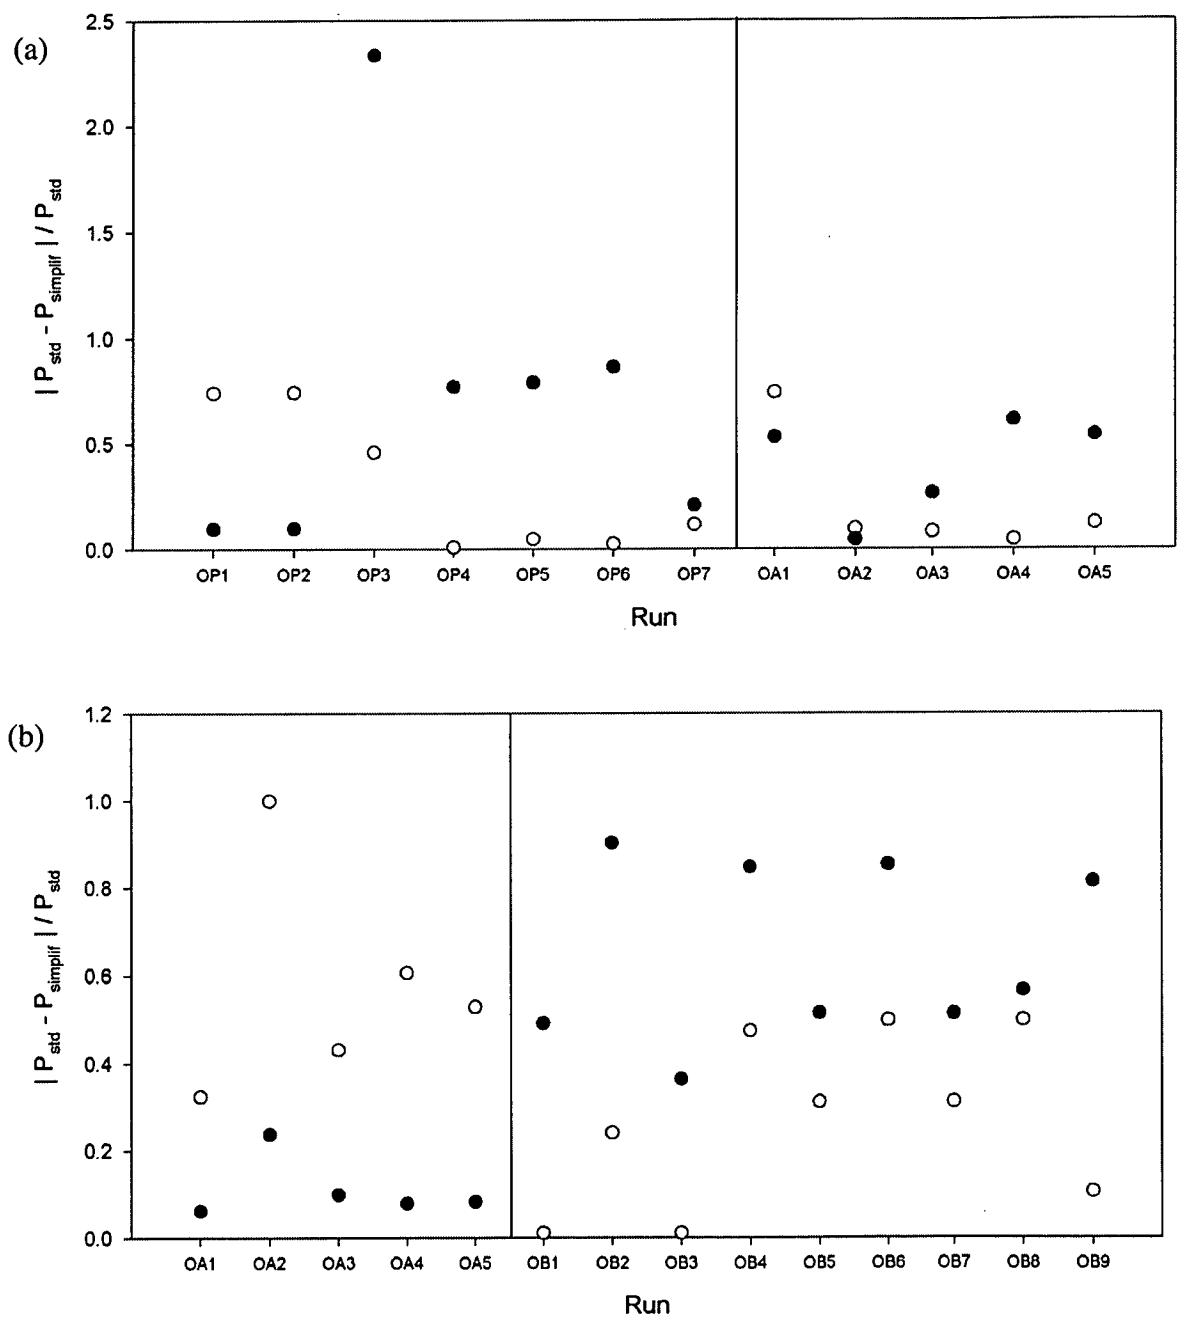 (a)
| P_std - P_simplif | / P_std
2.5
2.0
1.5
1.0
0.5
0.0
OP1 OP2 OP3 OP4 OP5 OP6 OP7 OA1 OA2 OA3 OA4 OA5
Run
(b)
| P_std - P_simplif | / P_std
1.2
1.0
0.8
0.6
0.4
0.2
0.0
OA1 OA2 OA3 OA4 OA5 OB1 OB2 OB3 OB4 OB5 OB6 OB7 OB8 OB9
Run